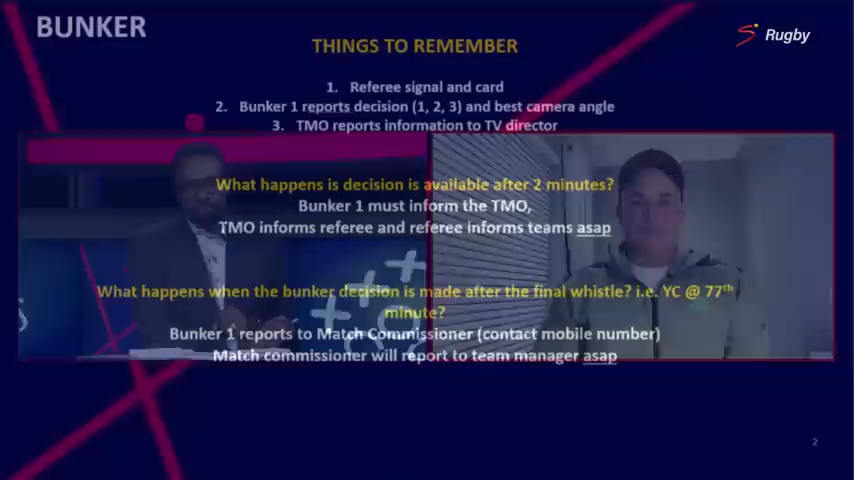 BUNKER
Rugby
THINGS TO REMEMBER
1. Referee signal and card
2. Bunker 1 reports decision (1, 2, 3) and best camera angle
3. TMO reports information to TV director
What happens is decision is available after 2 minutes?
Bunker 1 must inform the TMO,
TMO informs referee and referee informs teams asap
What happens when the bunker decision is made after the final whistle? i.e. YC @ 77th
minute?
Bunker 1 reports to Match Commissioner (contact mobile number)
Match commissioner will report to team manager asap
2